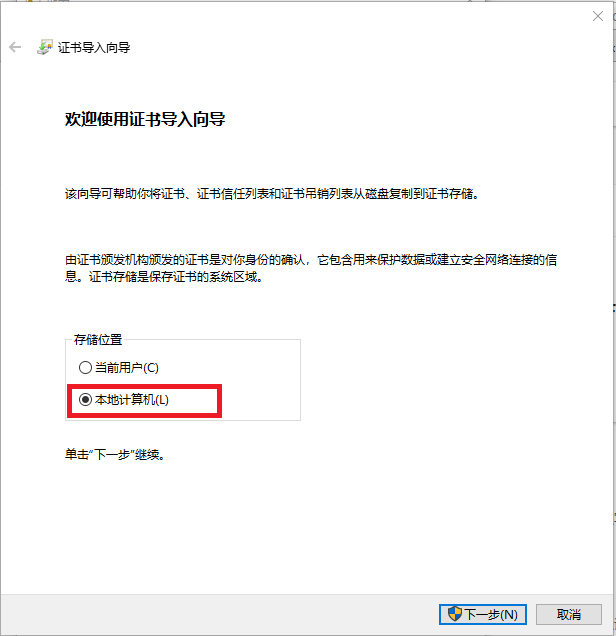 证书导入向导
欢迎使用证书导入向导
该向导可帮助你将证书、证书信任列表和证书吊销列表从磁盘复制到证书存储。
由证书颁发机构颁发的证书是对你身份的确认，它包含用来保护数据或建立安全网络连接的信
息。证书存储是保存证书的系统区域。
存储位置
当前用户(C)
本地计算机(L)
单击“下一步”继续。
下一步(N)
取消